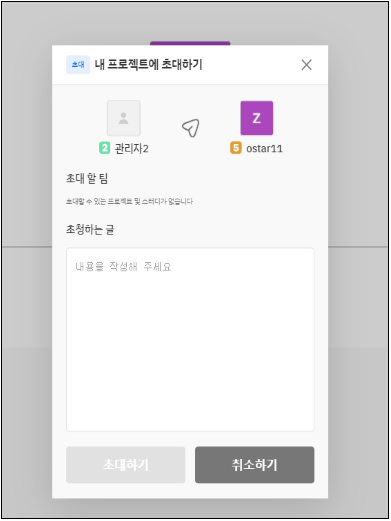 초대 내 프로젝트에 초대하기
Z
2 관리자2
5 ostar11
초대 할 팀
초대할 수 있는 프로젝트 및 스터디가 없습니다
초청하는 글
내용을 작성해 주세요
초대하기 취소하기